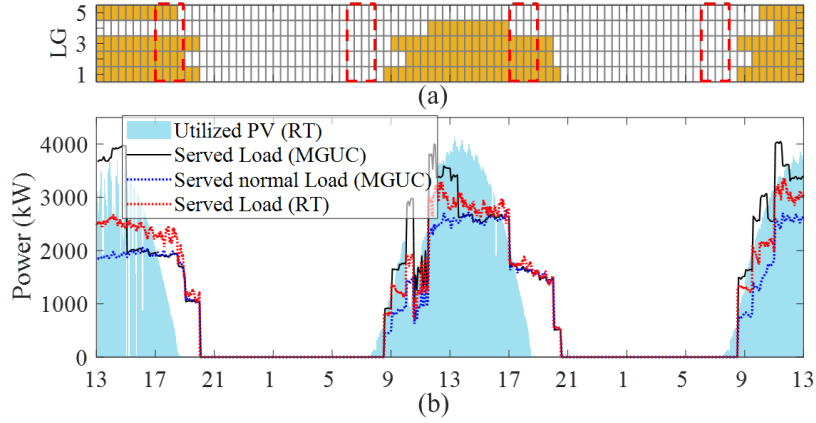 5
3
1
LG
(a)
4000
3000
2000
1000
0
Power (kW)
Utilized PV (RT)
Served Load (MGUC)
Served normal Load (MGUC)
Served Load (RT)
13 17 21 1 5 9 13 17 21 1 5 9 13
(b)